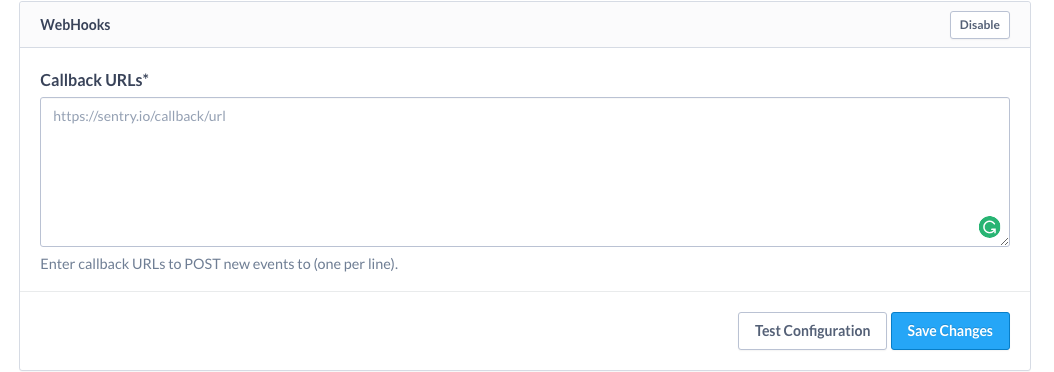 WebHooks
Disable
Callback URLs*
https://sentry.io/callback/url
Enter callback URLs to POST new events to (one per line).
Test Configuration
Save Changes